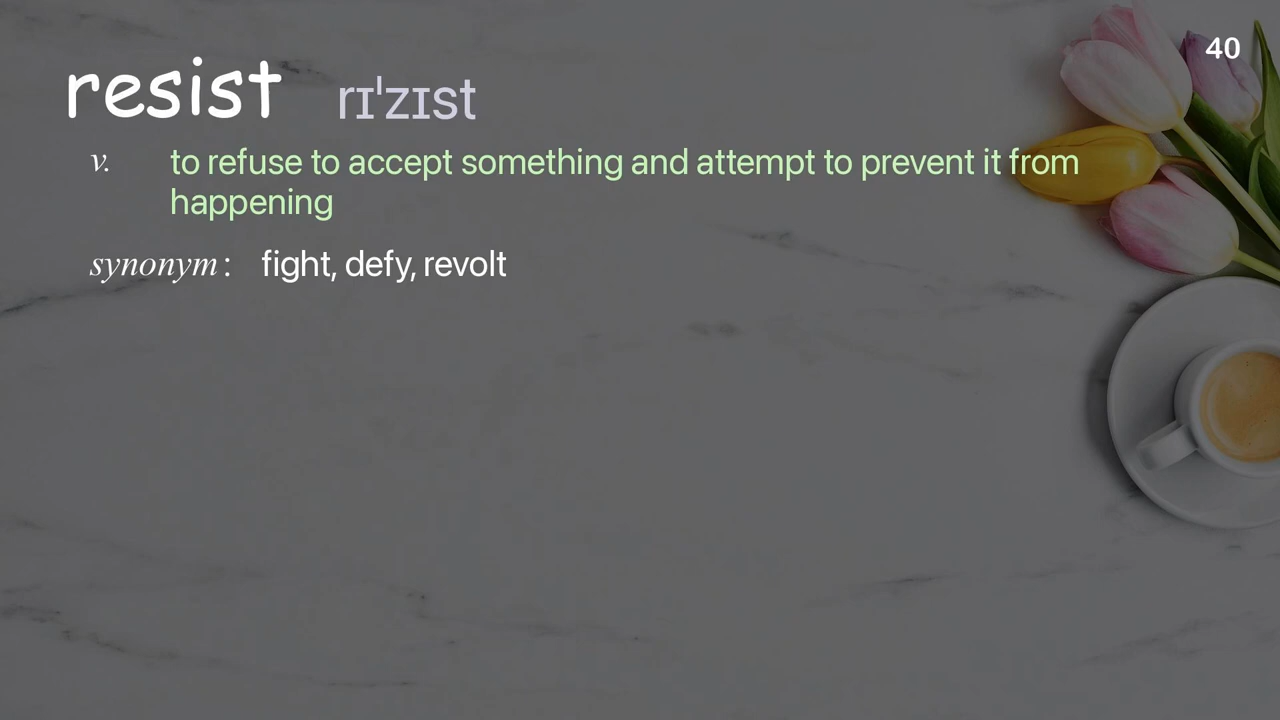 40
resist rɪˈzɪst
v. to refuse to accept something and attempt to prevent it from
happening
synonym : fight, defy, revolt